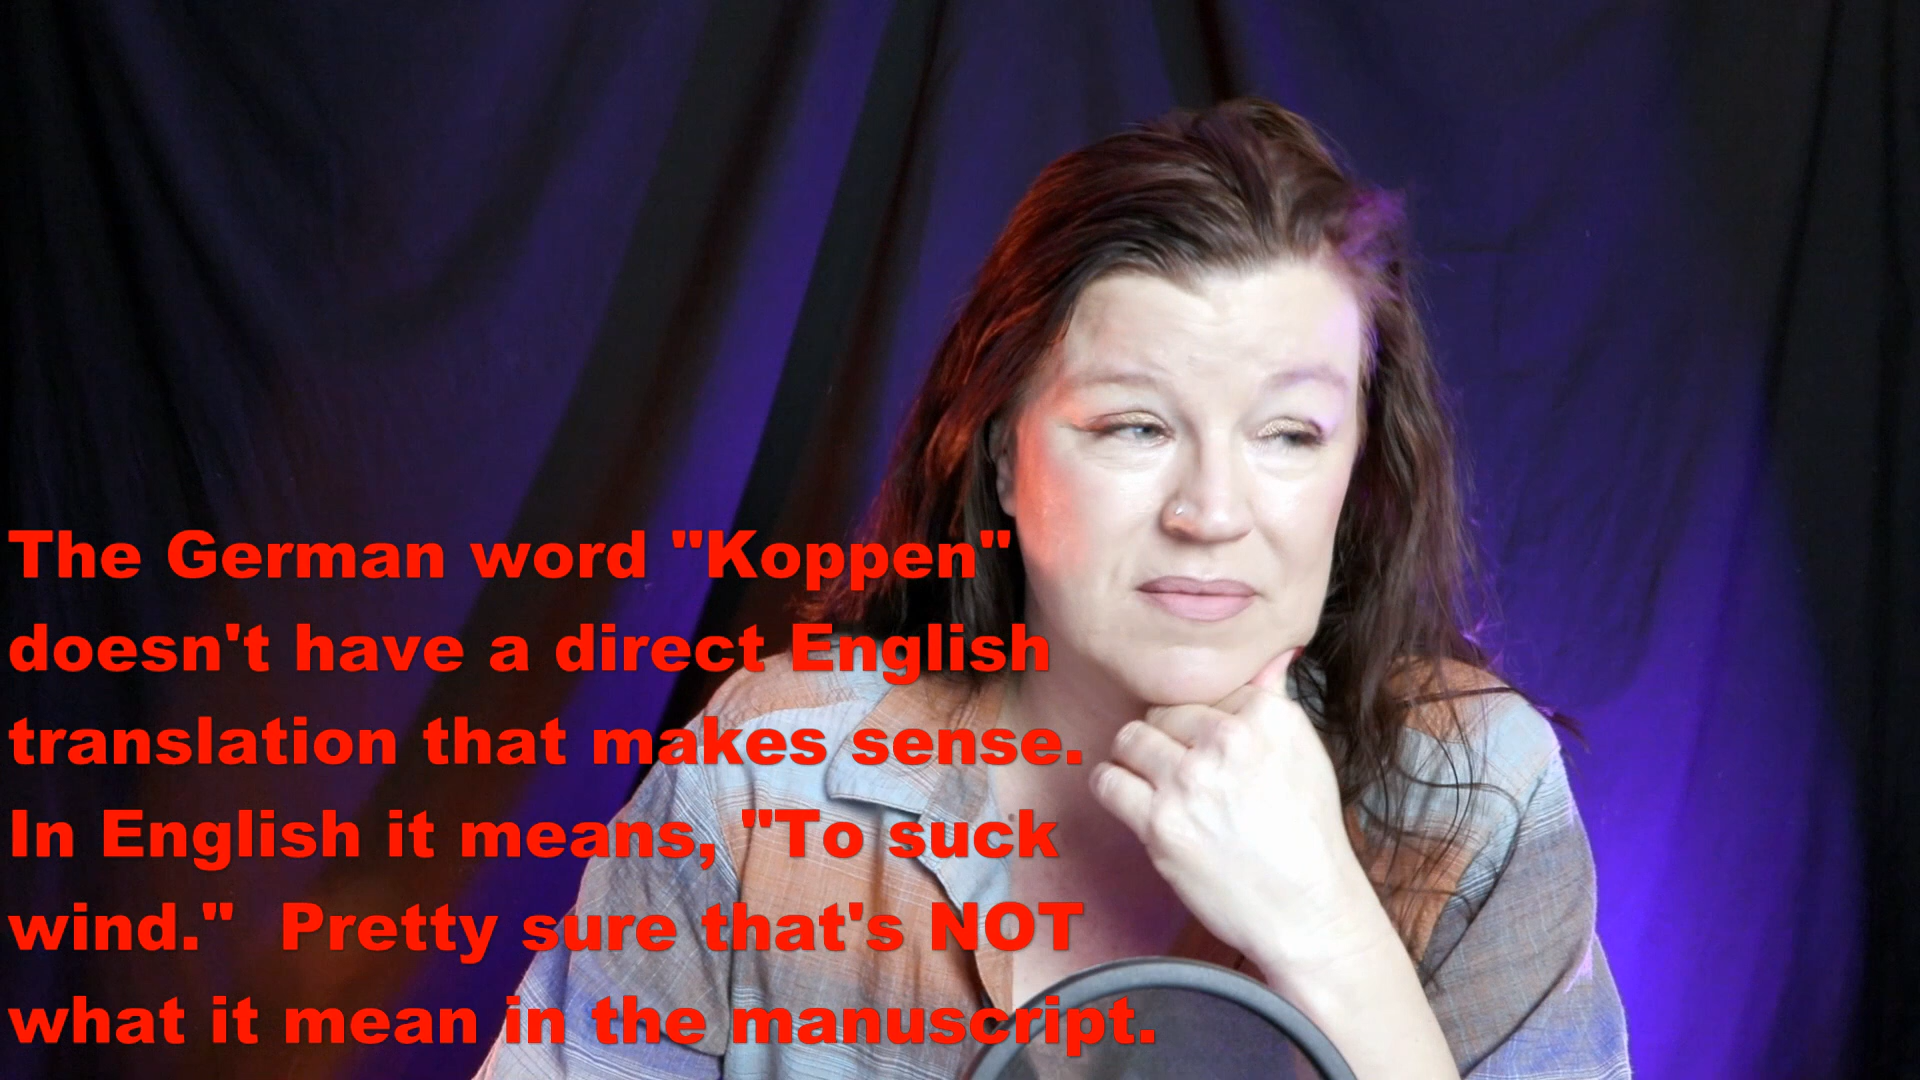 The German word "Koppen"
doesn't have a direct English
translation that makes sense.
In English it means, "To suck
wind."  Pretty sure that's NOT
what it mean in the manuscript.